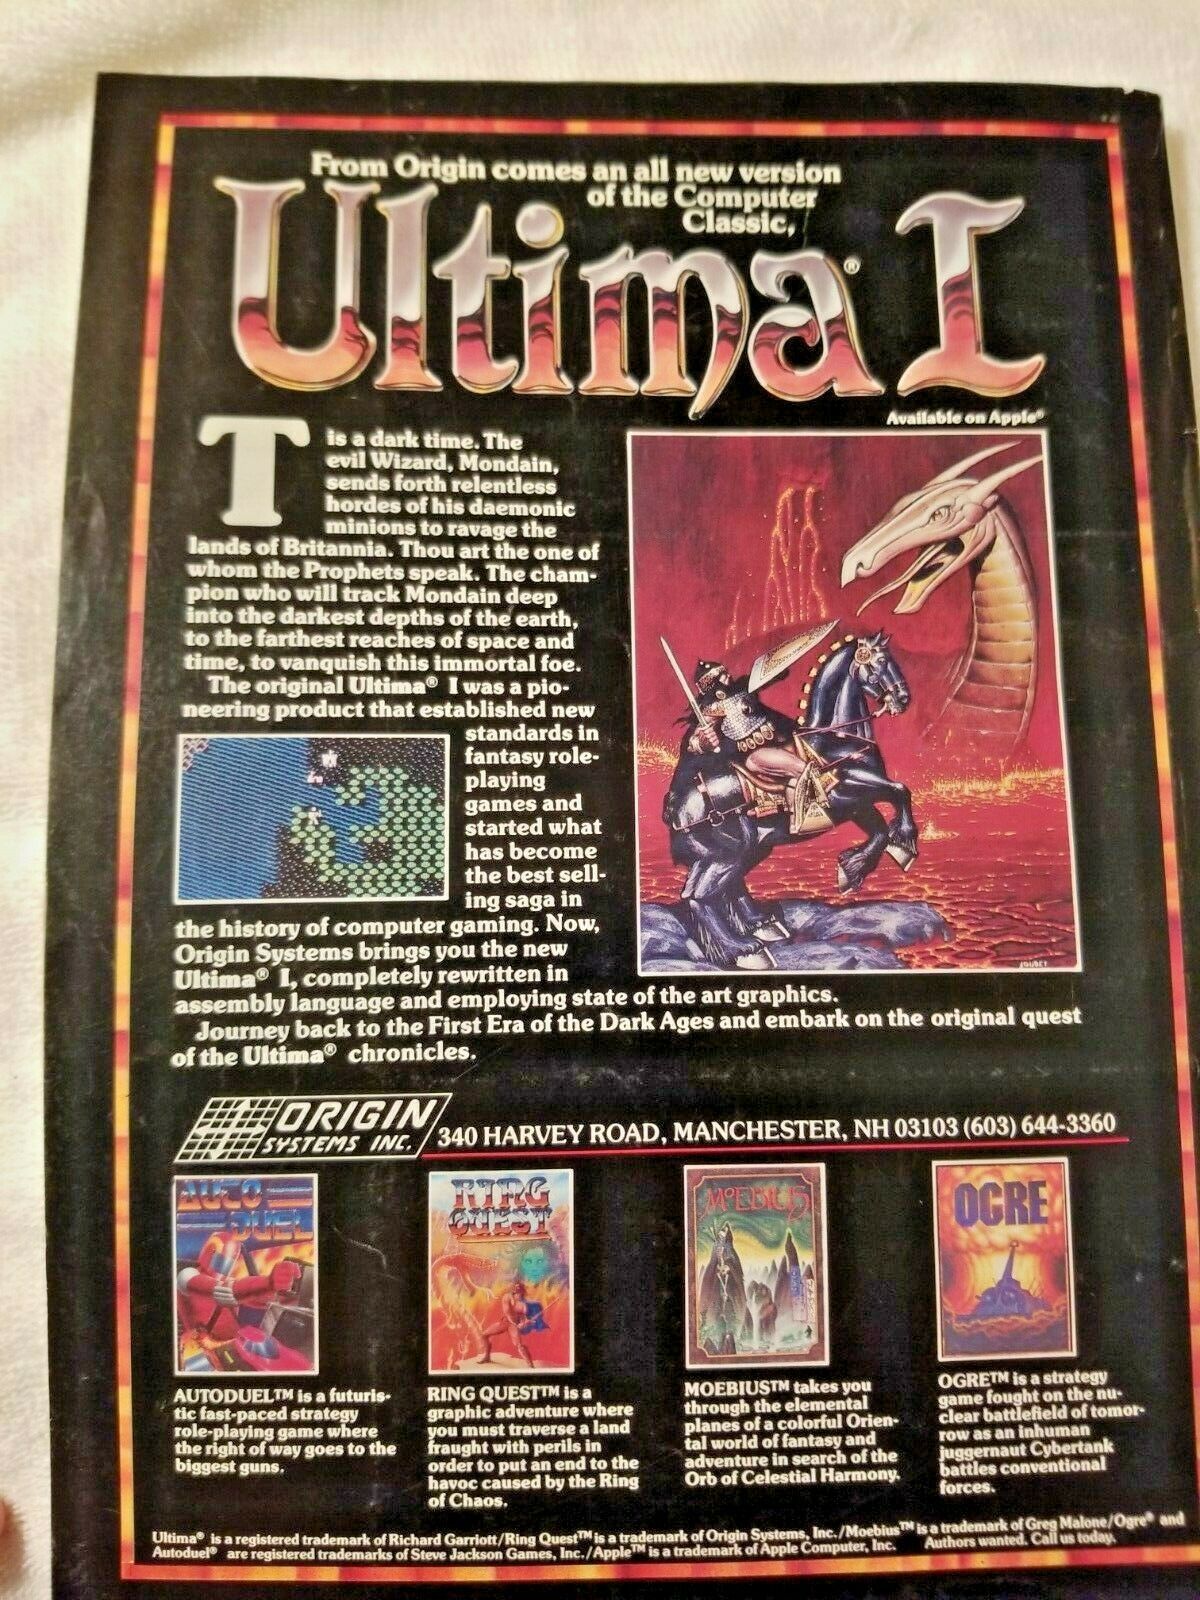 From Origin comes an all new version
of the Computer
Classic,
Ultima® I
Available on Apple®
T is a dark time. The
evil Wizard, Mondain,
sends forth relentless
hordes of his daemonic
minions to ravage the
lands of Britannia. Thou art the one of
whom the Prophets speak. The cham-
pion who will track Mondain deep
into the darkest depths of the earth,
to the farthest reaches of space and
time, to vanquish this immortal foe.
The original Ultima® I was a pio-
neering product that established new
standards in
fantasy role-
playing
games and
started what
has become
the best sell-
ing saga in
the history of computer gaming. Now,
Origin Systems brings you the new
Ultima® I, completely rewritten in
assembly language and employing state of the art graphics.
Journey back to the First Era of the Dark Ages and embark on the original quest
of the Ultima® chronicles.
JOUBET
ORIGIN
SYSTEMS INC.
340 HARVEY ROAD, MANCHESTER, NH 03103 (603) 644-3360
AUTO
DUEL
AUTODUEL™ is a futuris-
tic fast-paced strategy
role-playing game where
the right of way goes to the
biggest guns.
RING
QUEST
RING QUEST™ is a
graphic adventure where
you must traverse a land
fraught with perils in
order to put an end to the
havoc caused by the Ring
of Chaos.
MOEBIUS
MOEBIUS™ takes you
through the elemental
planes of a colorful Orien-
tal world of fantasy and
adventure in search of the
Orb of Celestial Harmony.
OGRE
OGRE™ is a strategy
game fought on the nu-
clear battlefield of tomor-
row as an inhuman
juggernaut Cybertank
battles conventional
forces.
Ultima® is a registered trademark of Richard Garriott/Ring Quest™ is a trademark of Origin Systems, Inc./Moebius™ is a trademark of Greg Malone/Ogre® and
Autoduel® are registered trademarks of Steve Jackson Games, Inc./Apple™ is a trademark of Apple Computer, Inc. Authors wanted. Call us today.